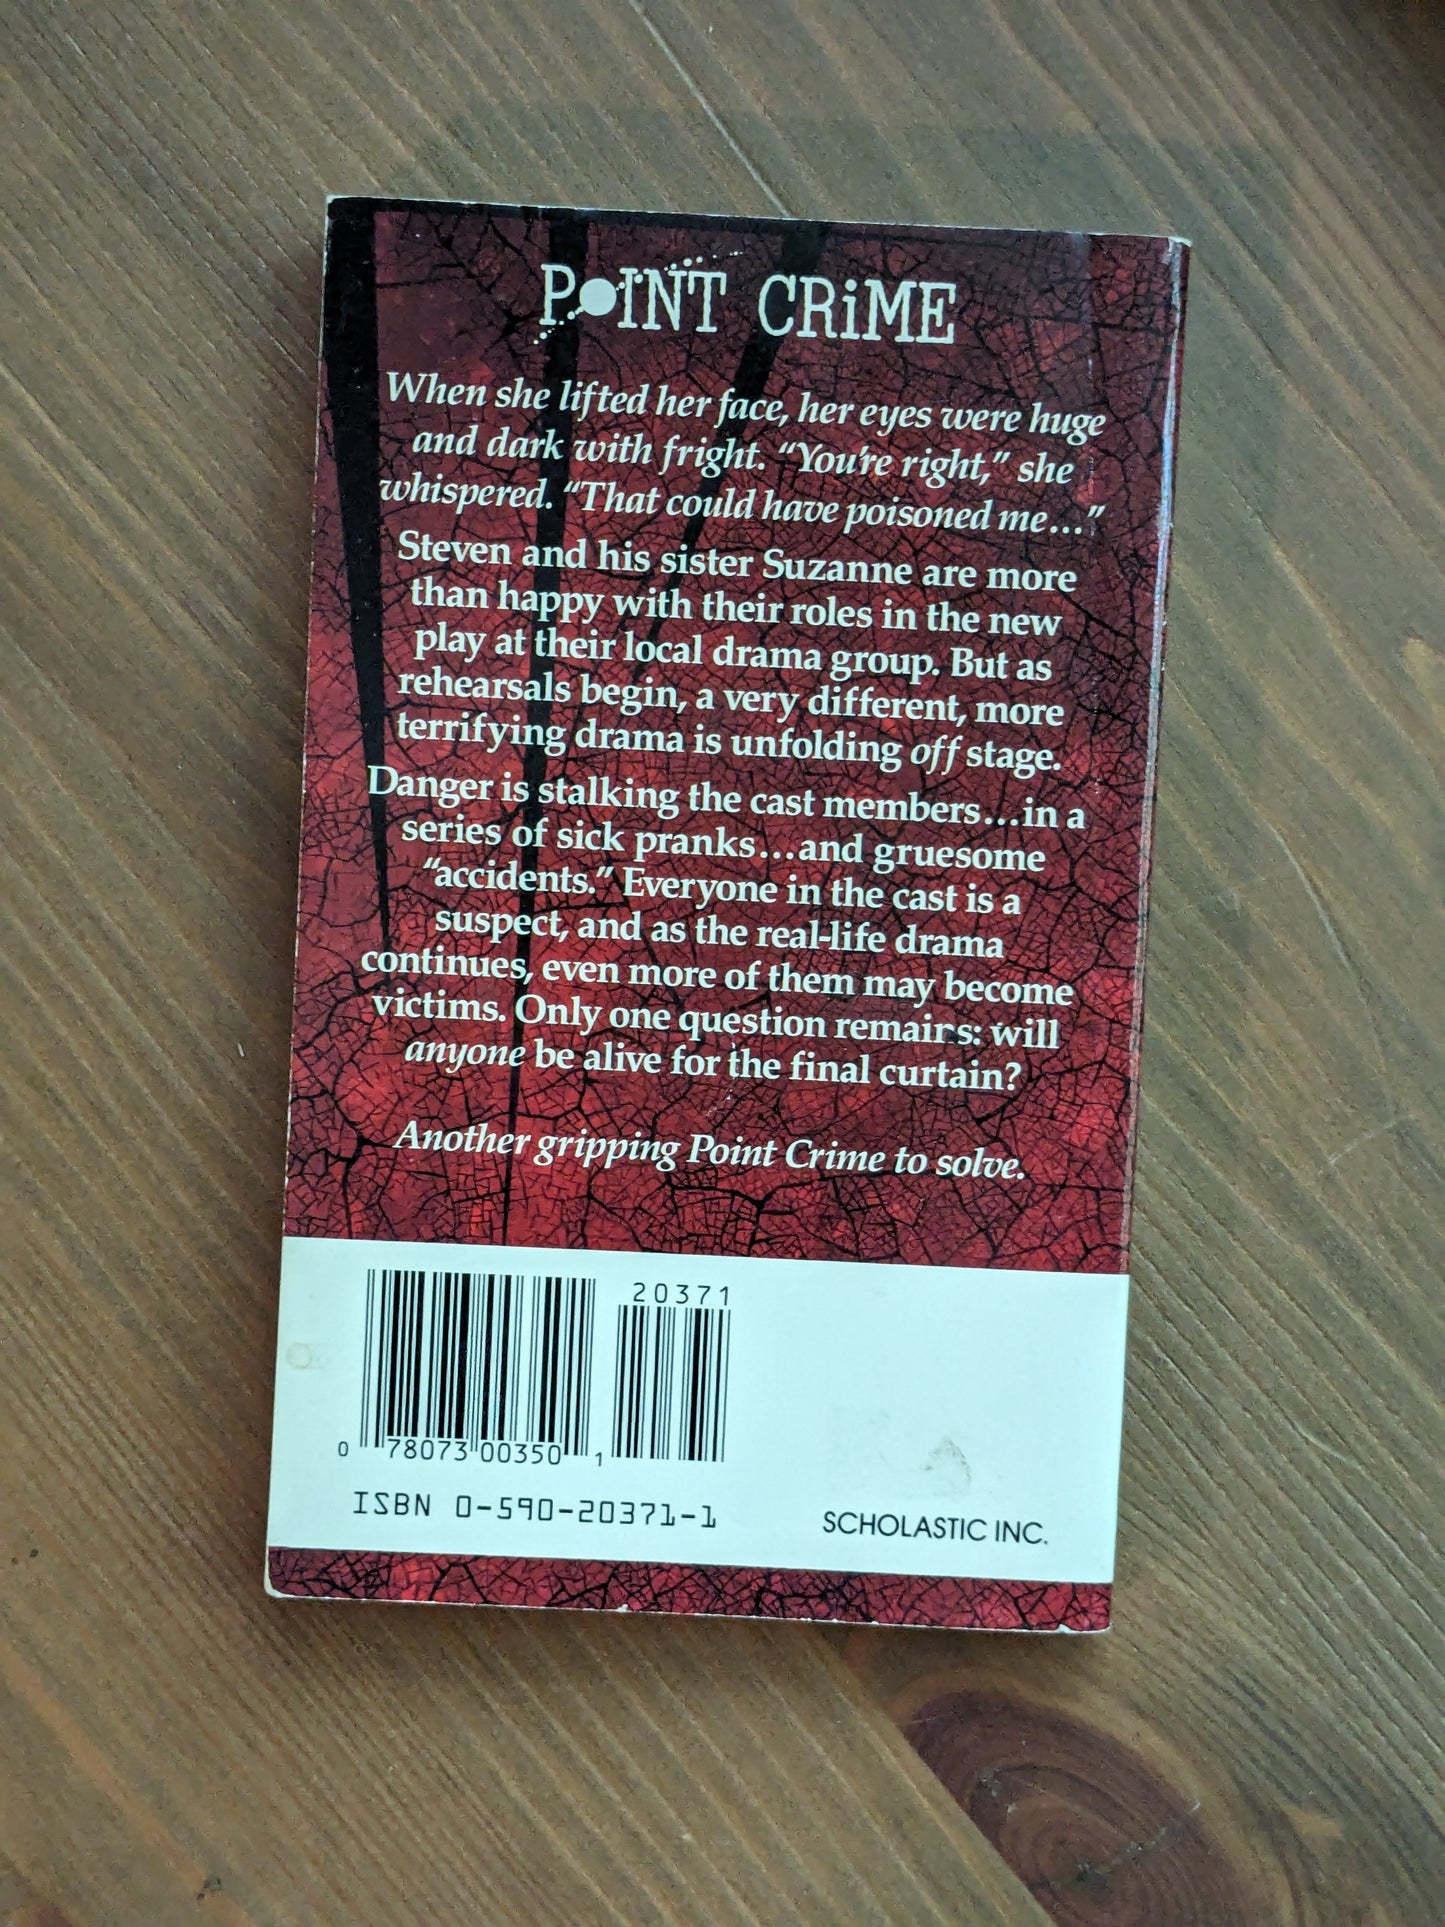 POINT CRiME
When she lifted her face, her eyes were huge
and dark with fright. “You’re right,” she
whispered. “That could have poisoned me…”
Steven and his sister Suzanne are more
than happy with their roles in the new
play at their local drama group. But as
rehearsals begin, a very different, more
terrifying drama is unfolding off stage.
Danger is stalking the cast members…in a
series of sick pranks…and gruesome
“accidents.” Everyone in the cast is a
suspect, and as the real-life drama
continues, even more of them may become
victims. Only one question remains: will
anyone be alive for the final curtain?
Another gripping Point Crime to solve.
20371
0 78073 00350 1
ISBN 0-590-20371-1
SCHOLASTIC INC.